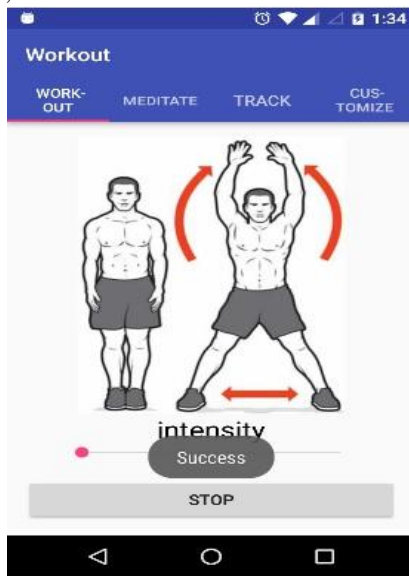 1:34
Workout
WORK-
OUT
MEDITATE
TRACK
CUS-
TOMIZE
intensity
Success
STOP